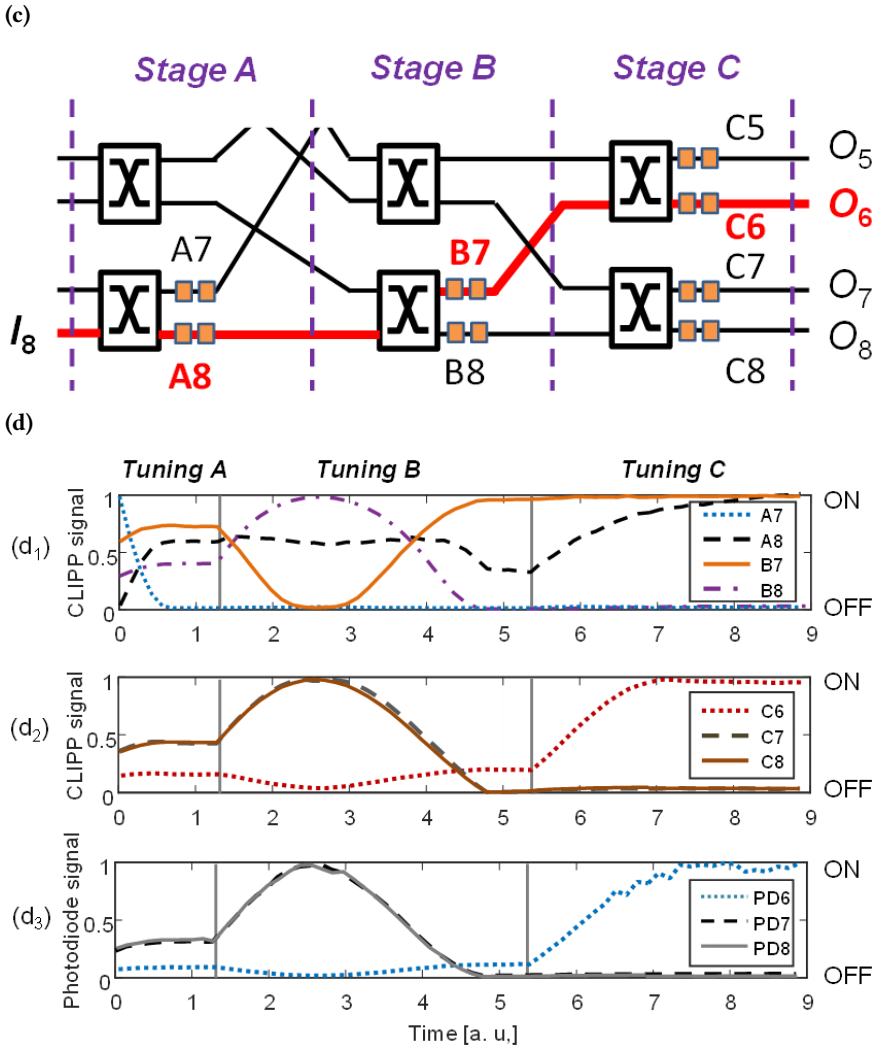 (c)
Stage A Stage B Stage C
C5
O5
O6
C6
A7
B7
C7
O7
I8
O8
A8
B8
C8
(d)
Tuning A Tuning B Tuning C
(d1)
CLIPP signal
1
0.5
0
0 1 2 3 4 5 6 7 8 9
A7
A8
B7
B8
ON
OFF
(d2)
CLIPP signal
1
0.5
0
0 1 2 3 4 5 6 7 8 9
C6
C7
C8
ON
OFF
(d3)
Photodiode signal
1
0.5
0
0 1 2 3 4 5 6 7 8 9
PD6
PD7
PD8
ON
OFF
Time [a. u,]